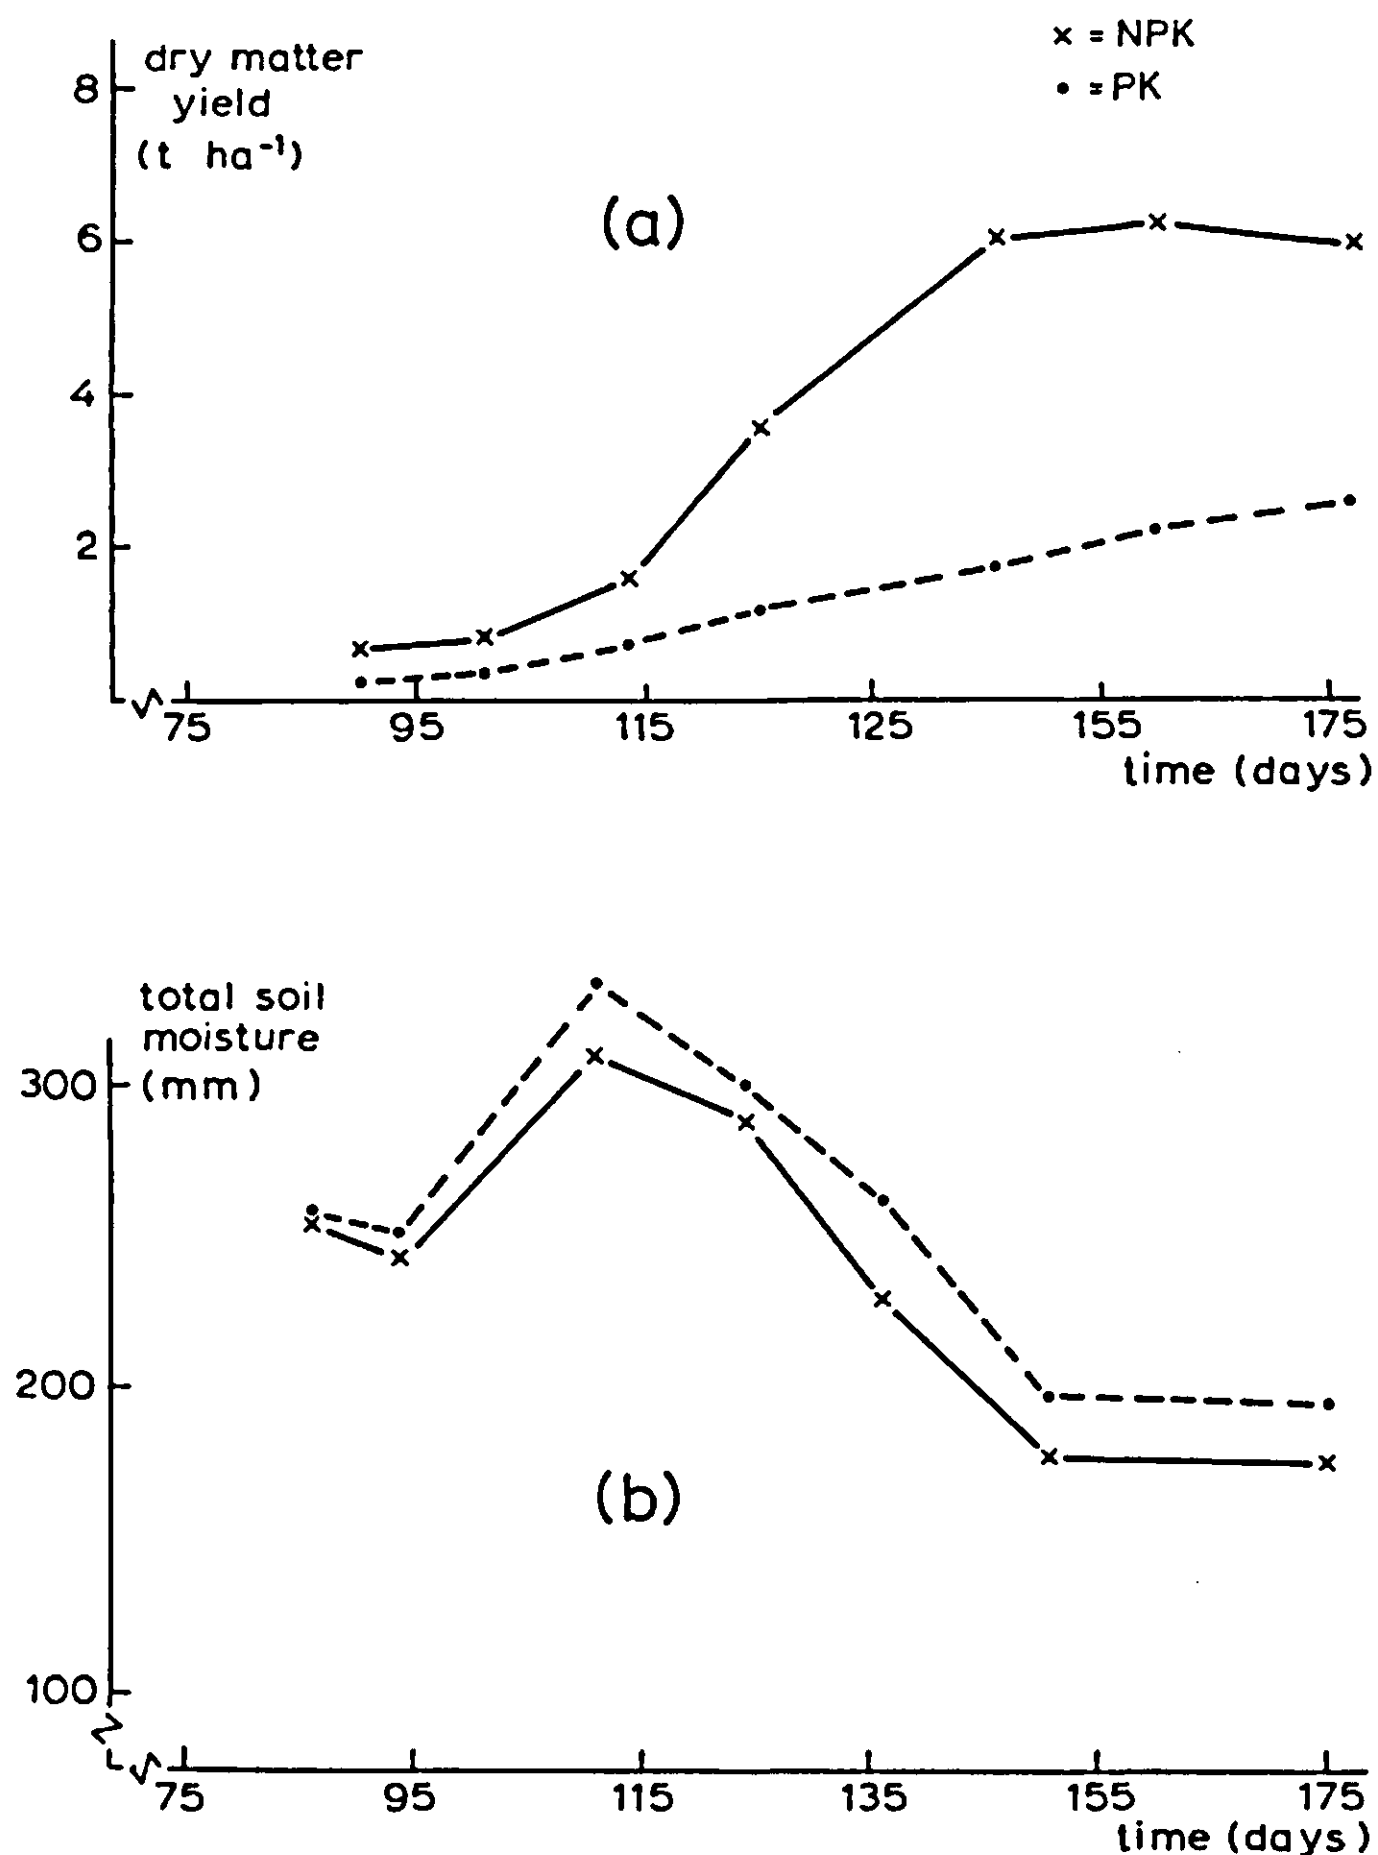 × = NPK
• = PK
dry matter
yield
(t ha⁻¹)
8
6
4
2
(a)
75 95 115 125 155 175
time (days)
total soil
moisture
(mm)
300
200
100
(b)
75 95 115 135 155 175
time (days)